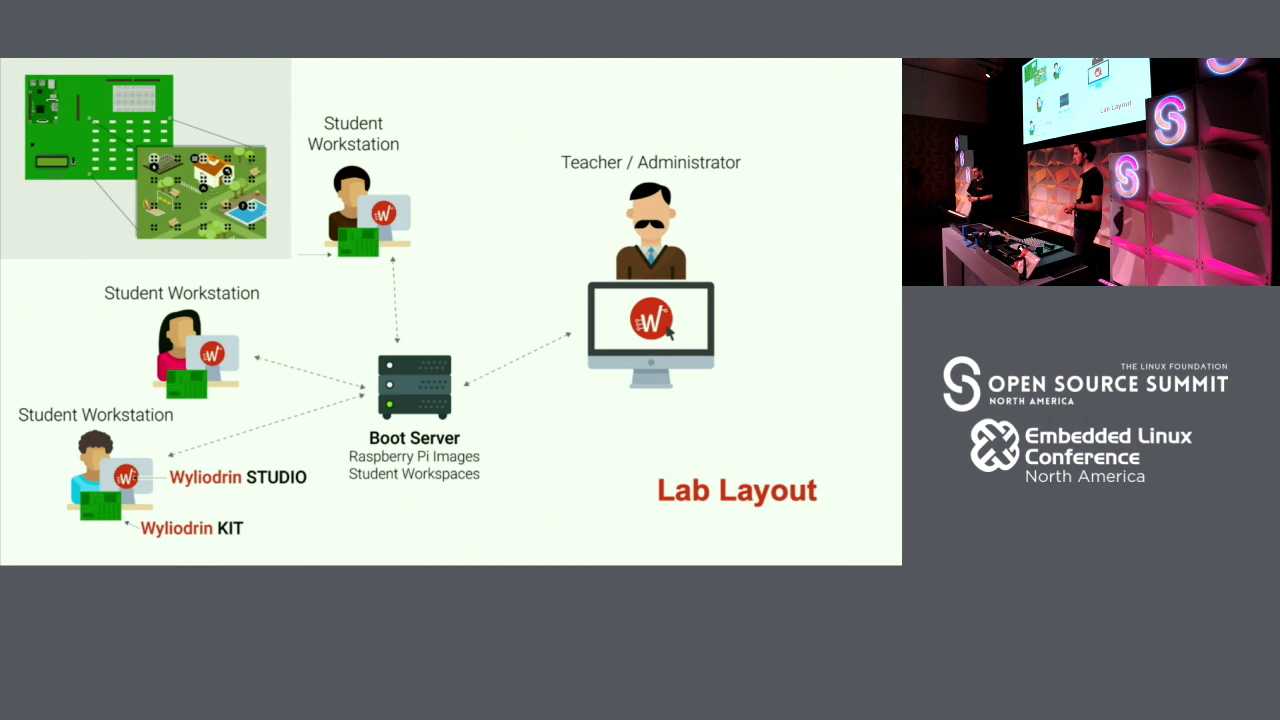 Student
Workstation
Teacher / Administrator
Student Workstation
Student Workstation
Wyliodrin STUDIO
Wyliodrin KIT
Boot Server
Raspberry Pi Images
Student Workspaces
Lab Layout
Lab Layout
THE LINUX FOUNDATION
OPEN SOURCE SUMMIT
NORTH AMERICA
Embedded Linux
Conference
North America